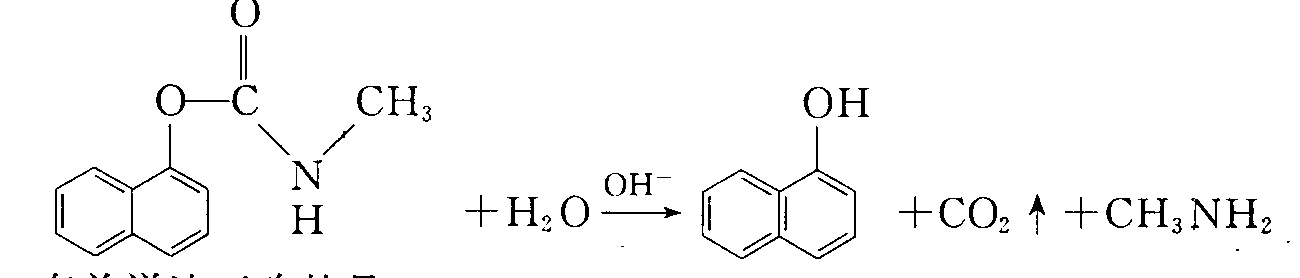 O
O—C CH₃
N
H
OH
+H₂O OH⁻ → +CO₂ ↑ +CH₃NH₂